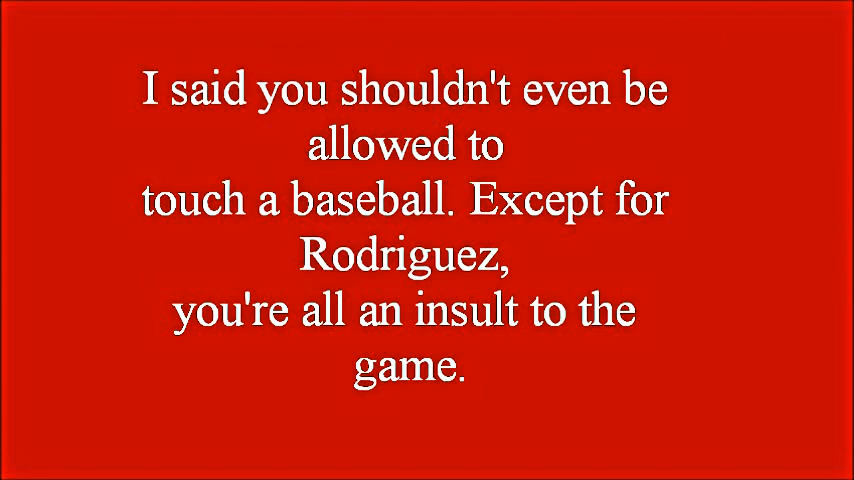 I said you shouldn't even be
allowed to
touch a baseball. Except for
Rodriguez,
you're all an insult to the
game.